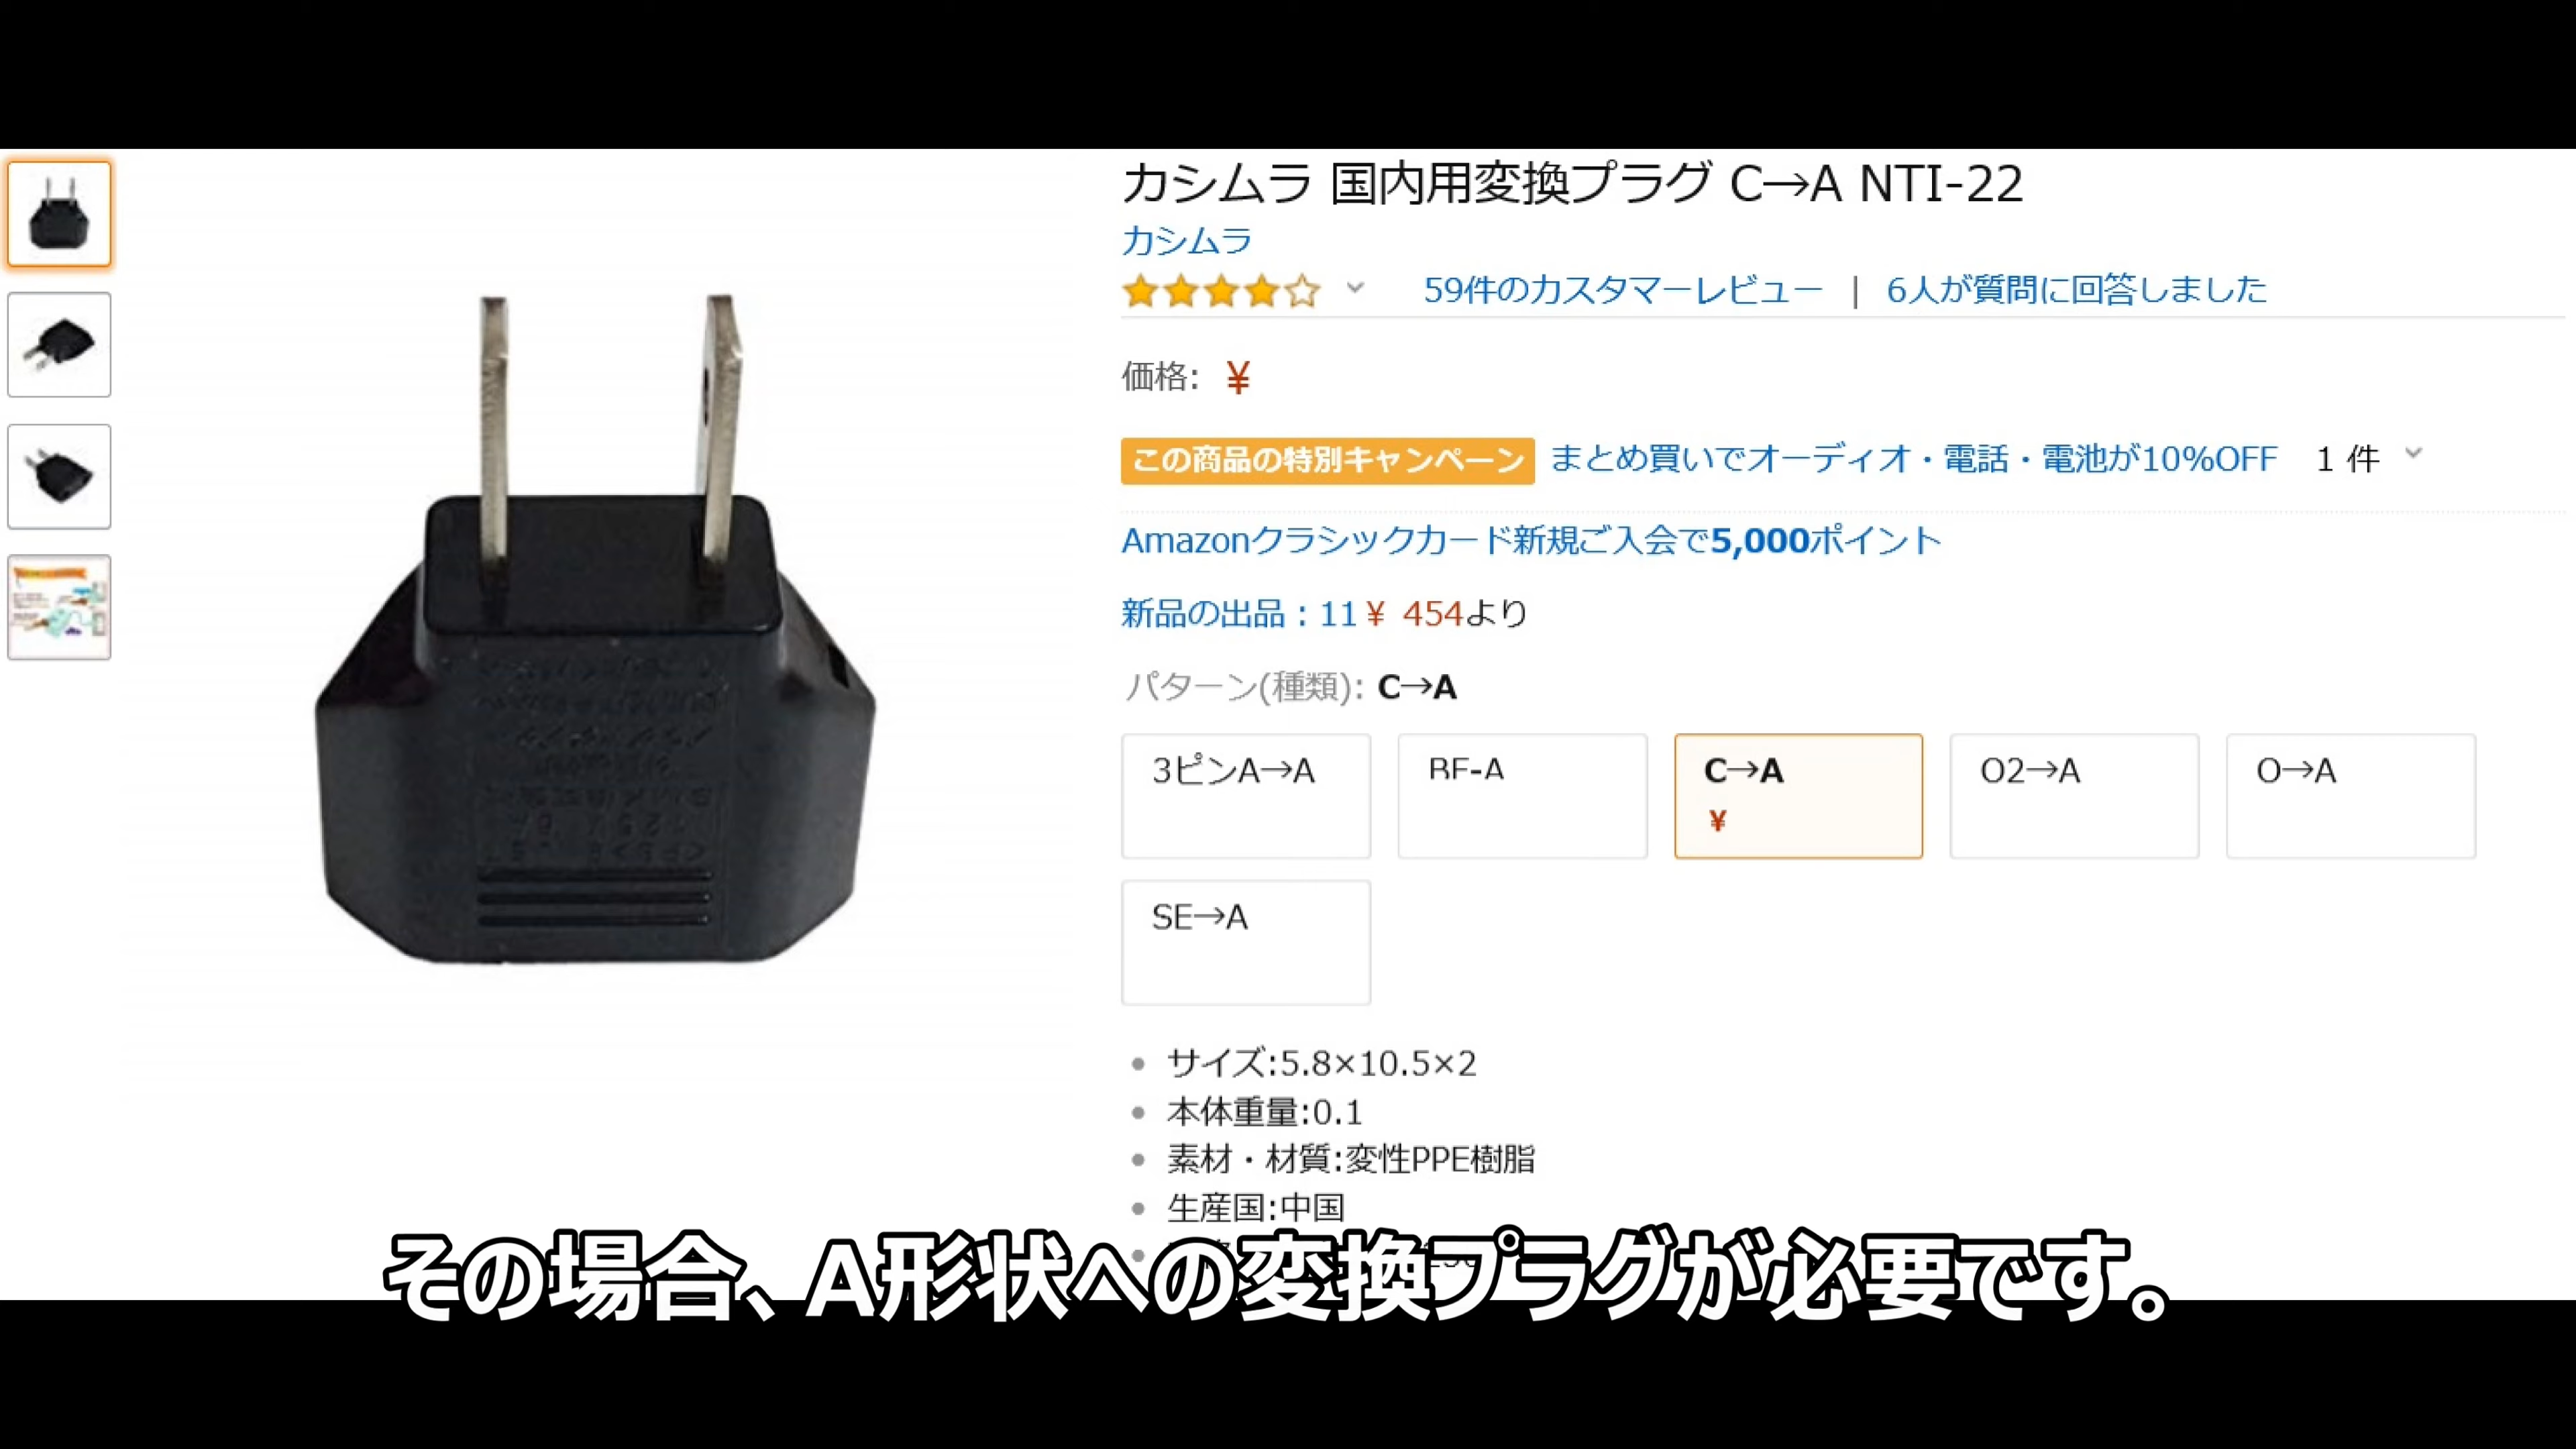 カシムラ 国内用変換プラグ C→A NTI-22
カシムラ
59件のカスタマーレビュー | 6人が質問に回答しました
価格: ¥
この商品の特別キャンペーン まとめ買いでオーディオ・電話・電池が10%OFF 1 件
Amazonクラシックカード新規ご入会で5,000ポイント
新品の出品：11 ¥ 454より
パターン(種類): C→A
3ピンA→A BF-A C→A O2→A O→A
¥
SE→A
サイズ:5.8×10.5×2
本体重量:0.1
素材・材質:変性PPE樹脂
生産国:中国
その場合、A形状への変換プラグが必要です。